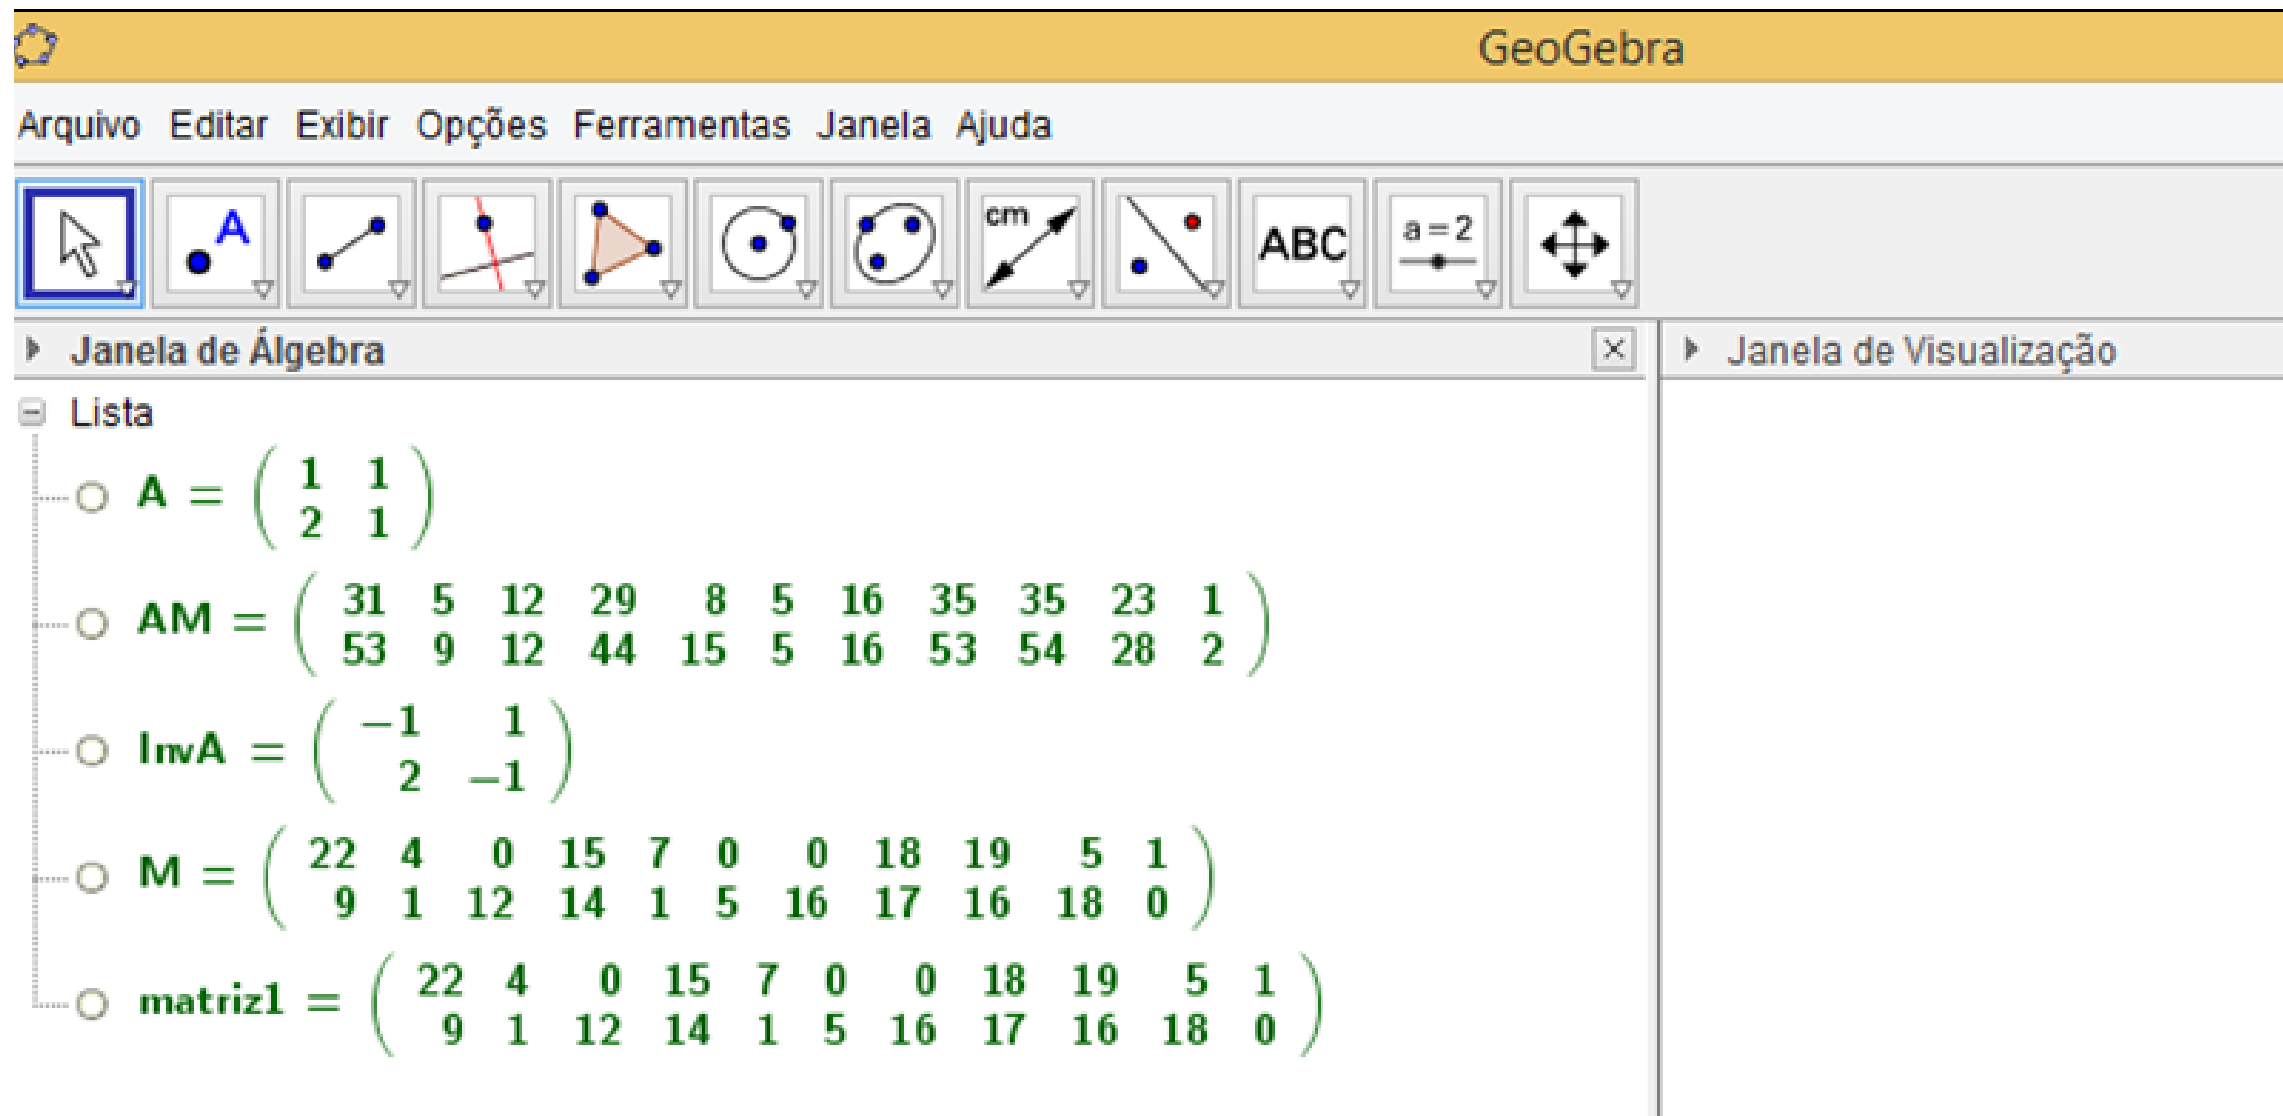 GeoGebra
Arquivo Editar Exibir Opções Ferramentas Janela Ajuda
A cm ABC a = 2
Janela de Álgebra Janela de Visualização
Lista
A = ( 1 1
2 1 )
AM = ( 31 5 12 29 8 5 16 35 35 23 1
53 9 12 44 15 5 16 53 54 28 2 )
InvA = ( −1 1
2 −1 )
M = ( 22 4 0 15 7 0 0 18 19 5 1
9 1 12 14 1 5 16 17 16 18 0 )
matriz1 = ( 22 4 0 15 7 0 0 18 19 5 1
9 1 12 14 1 5 16 17 16 18 0 )